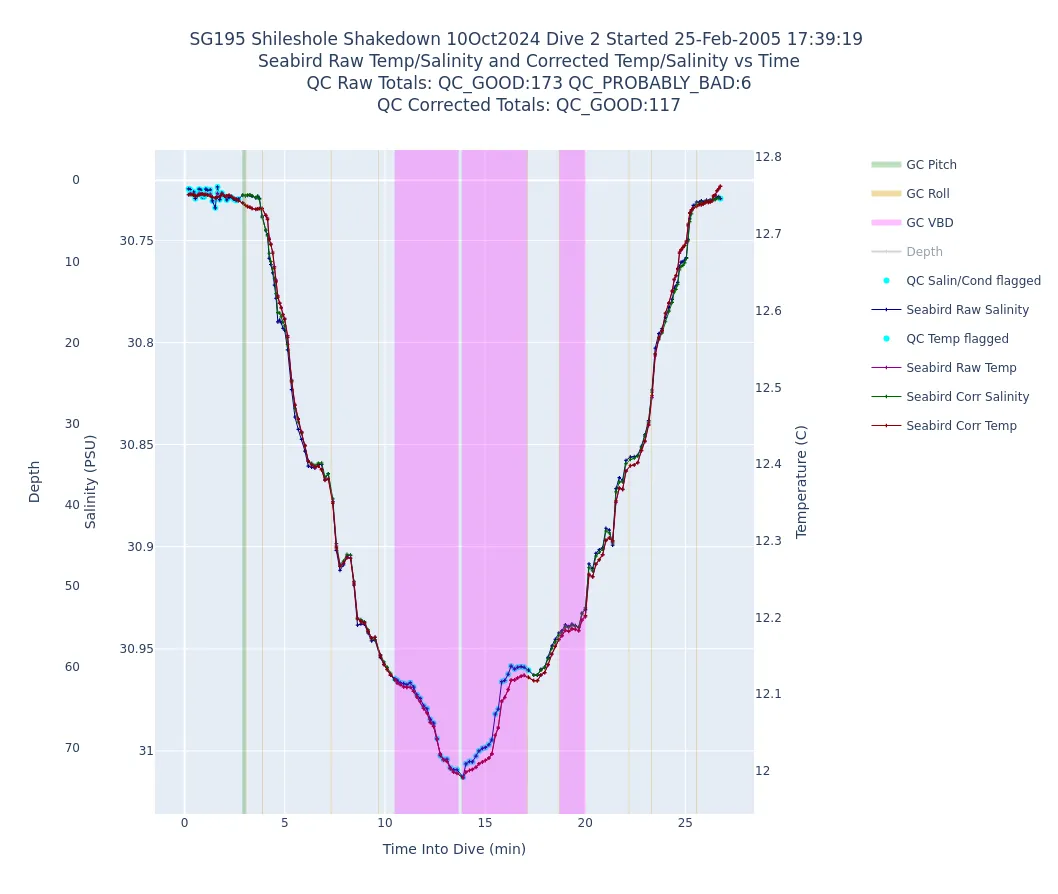 SG195 Shileshole Shakedown 10Oct2024 Dive 2 Started 25-Feb-2005 17:39:19
Seabird Raw Temp/Salinity and Corrected Temp/Salinity vs Time
QC Raw Totals: QC_GOOD:173 QC_PROBABLY_BAD:6
QC Corrected Totals: QC_GOOD:117
Depth
0
10
20
30
40
50
60
70
Salinity (PSU)
30.75
30.8
30.85
30.9
30.95
31
12.8
12.7
12.6
12.5
12.4
12.3
12.2
12.1
12
Temperature (C)
0
5
10
15
20
25
Time Into Dive (min)
GC Pitch
GC Roll
GC VBD
Depth
QC Salin/Cond flagged
Seabird Raw Salinity
QC Temp flagged
Seabird Raw Temp
Seabird Corr Salinity
Seabird Corr Temp